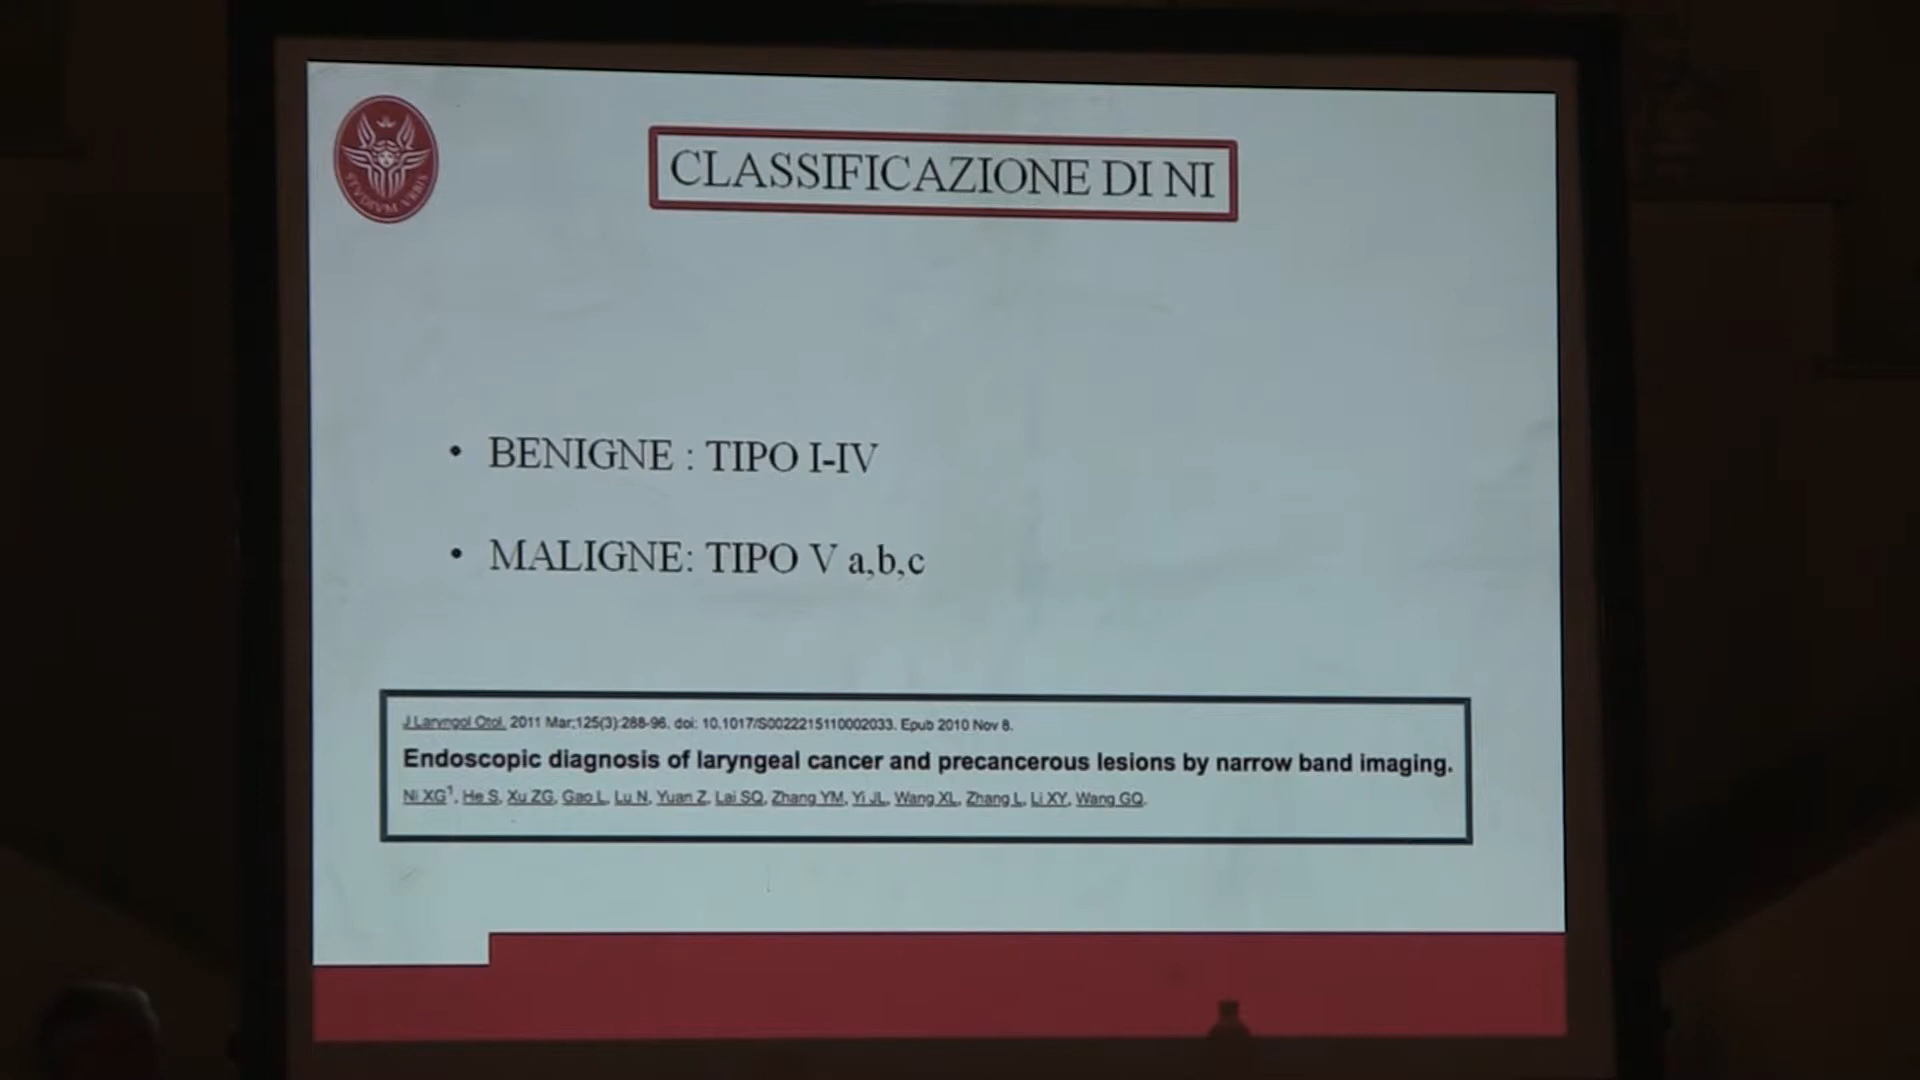 STVDIVM VRBIS
CLASSIFICAZIONE DI NI
• BENIGNE : TIPO I-IV
• MALIGNE: TIPO V a,b,c
J Laryngol Otol. 2011 Mar;125(3):288-96. doi: 10.1017/S0022215110002033. Epub 2010 Nov 8.
Endoscopic diagnosis of laryngeal cancer and precancerous lesions by narrow band imaging.
Ni XG1, He S, Xu ZG, Gao L, Lu N, Yuan Z, Lai SQ, Zhang YM, Yi JL, Wang XL, Zhang L, Li XY, Wang GQ.